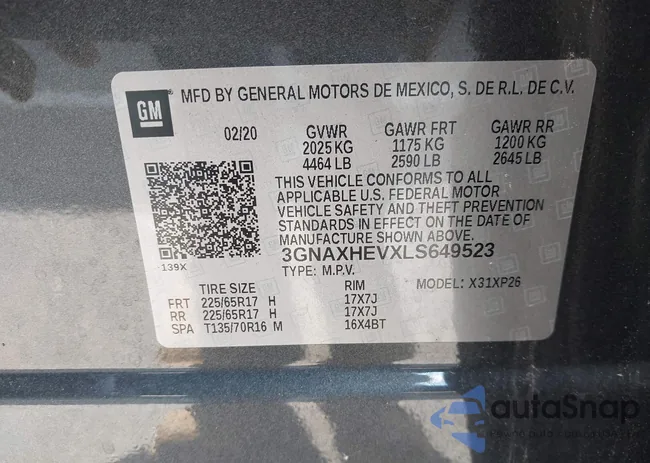 GM MFD BY GENERAL MOTORS DE MEXICO, S. DE R.L. DE C.V.
02/20 GVWR GAWR FRT GAWR RR
2025 KG 1175 KG 1200 KG
4464 LB 2590 LB 2645 LB
THIS VEHICLE CONFORMS TO ALL
APPLICABLE U.S. FEDERAL MOTOR
VEHICLE SAFETY AND THEFT PREVENTION
STANDARDS IN EFFECT ON THE DATE OF
MANUFACTURE SHOWN ABOVE.
139X
3GNAXHEVXLS649523
TYPE: M.P.V. MODEL: X31XP26
TIRE SIZE RIM
FRT 225/65R17 H 17X7J
RR 225/65R17 H 17X7J
SPA T135/70R16 M 16X4BT
autoSnap